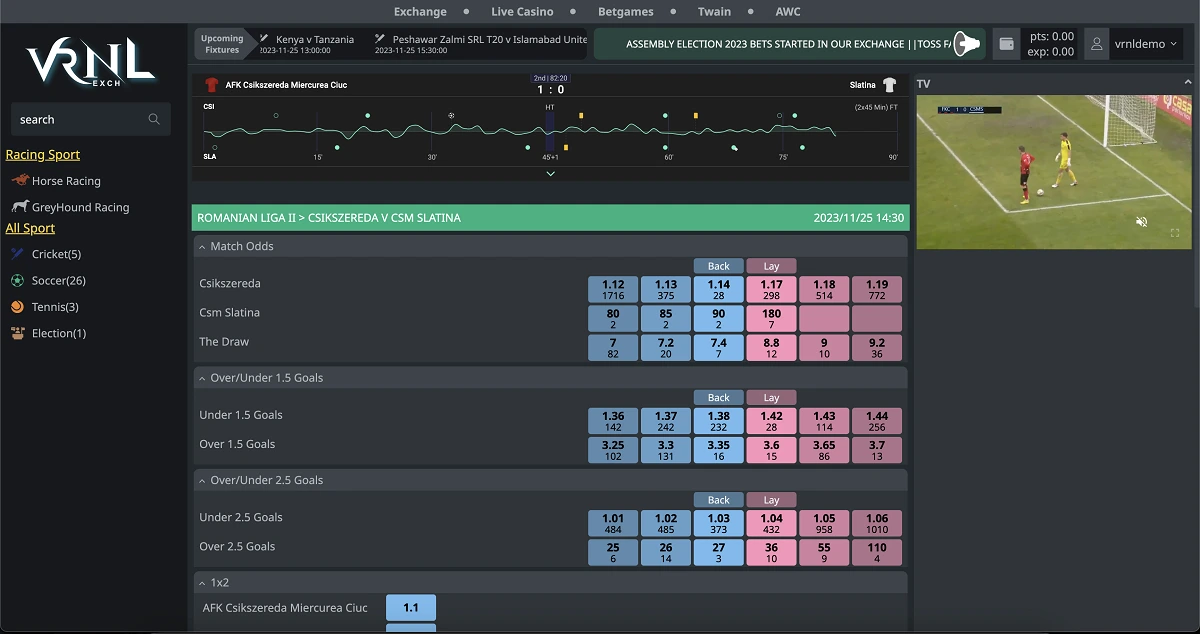 Exchange • Live Casino • Betgames • Twain • AWC
VRNL
EXCH
Upcoming Fixtures
Kenya v Tanzania
2023-11-25 13:00:00
Peshawar Zalmi SRL T20 v Islamabad Unite
2023-11-25 15:30:00
ASSEMBLY ELECTION 2023 BETS STARTED IN OUR EXCHANGE ||TOSS FA
pts: 0.00
exp: 0.00
vrnldemo
search
Racing Sport
Horse Racing
GreyHound Racing
All Sport
Cricket(5)
Soccer(26)
Tennis(3)
Election(1)
AFK Csikszereda Miercurea Ciuc
2nd | 82:20
1 : 0
Slatina
CSI
HT
(2x45 Min) FT
SLA
15' 30' 45'+1 60' 75' 90'
ROMANIAN LIGA II > CSIKSZEREDA V CSM SLATINA 2023/11/25 14:30
Match Odds
Back Lay
Csikszereda 1.12 1.13 1.14 1.17 1.18 1.19
1716 375 28 298 514 772
Csm Slatina 80 85 90 180
2 2 2 7
The Draw 7 7.2 7.4 8.8 9 9.2
82 20 7 12 10 36
Over/Under 1.5 Goals
Back Lay
Under 1.5 Goals 1.36 1.37 1.38 1.42 1.43 1.44
142 242 232 28 114 256
Over 1.5 Goals 3.25 3.3 3.35 3.6 3.65 3.7
102 131 16 15 86 13
Over/Under 2.5 Goals
Back Lay
Under 2.5 Goals 1.01 1.02 1.03 1.04 1.05 1.06
484 485 373 432 958 1010
Over 2.5 Goals 25 26 27 36 55 110
6 14 3 10 9 4
1x2
AFK Csikszereda Miercurea Ciuc 1.1
TV
FKC 1 0 CSMS